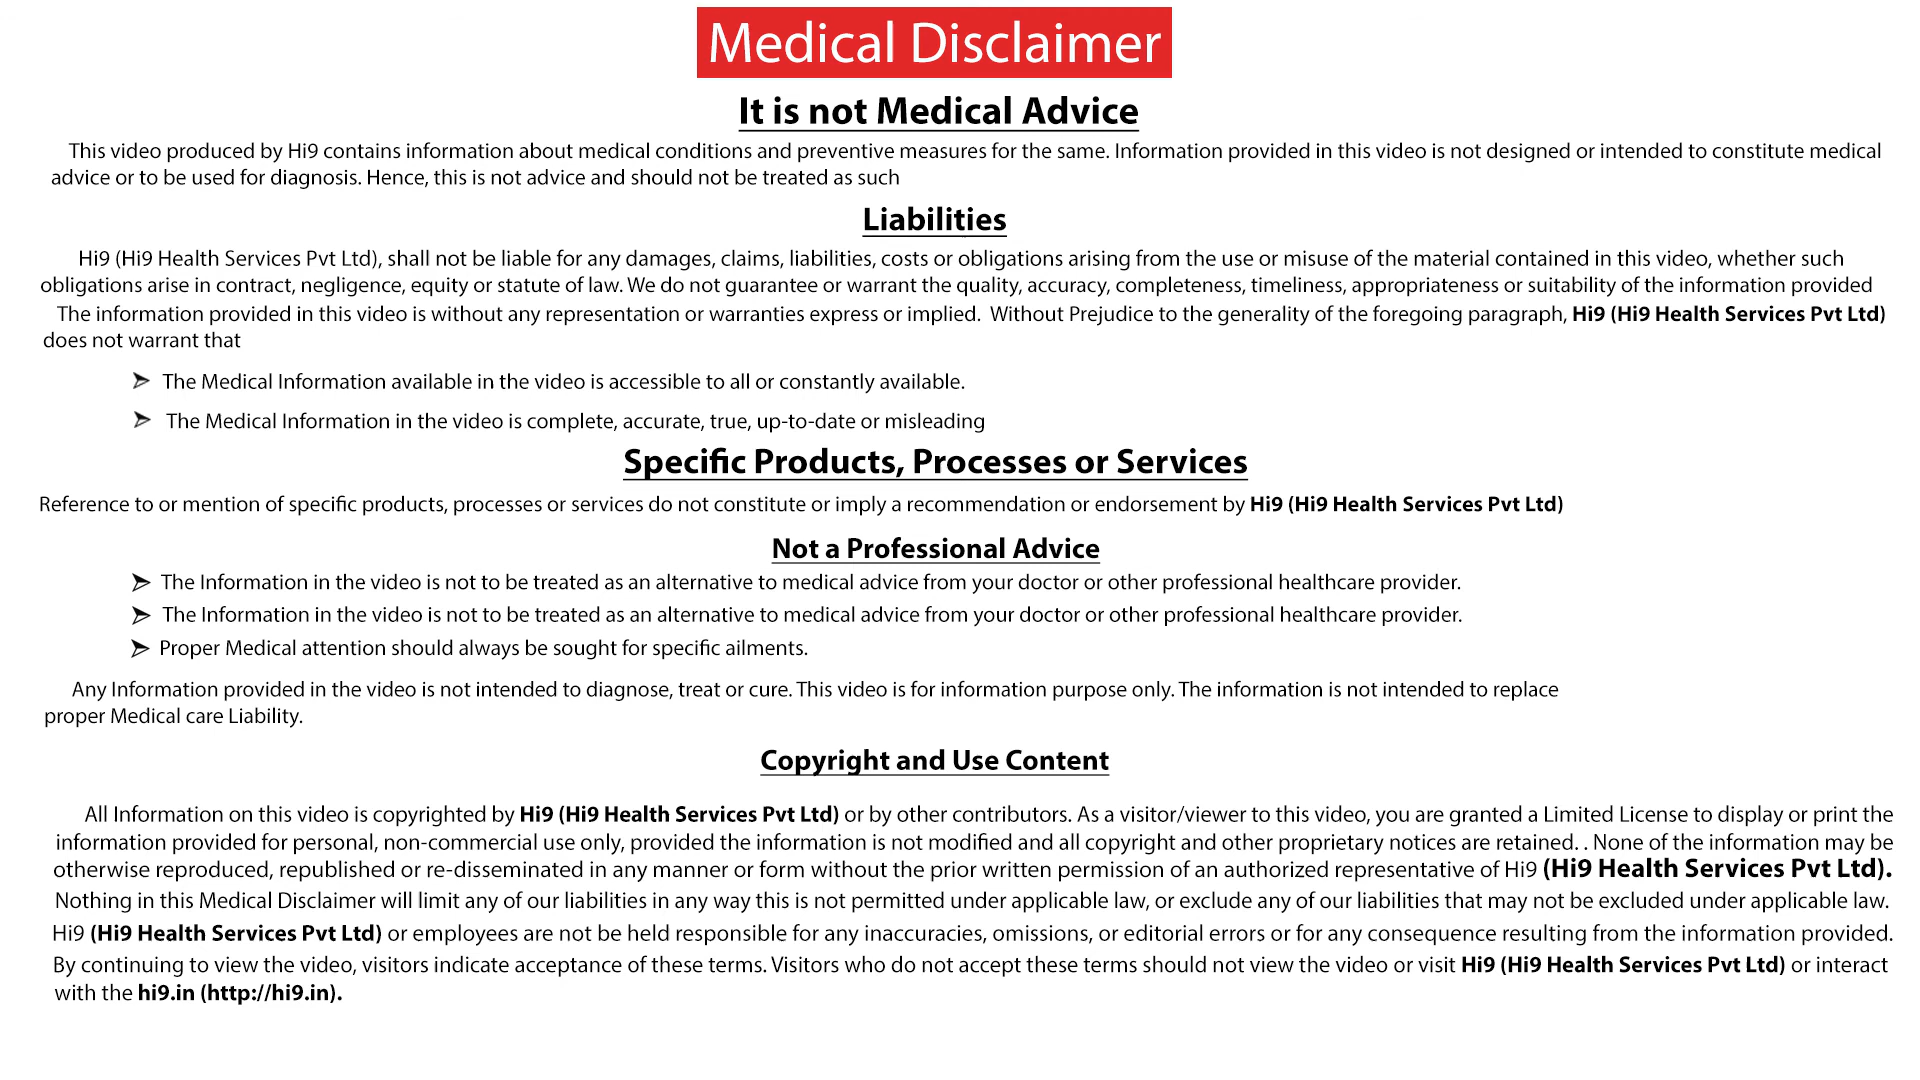 Medical Disclaimer
It is not Medical Advice
This video produced by Hi9 contains information about medical conditions and preventive measures for the same. Information provided in this video is not designed or intended to constitute medical
advice or to be used for diagnosis. Hence, this is not advice and should not be treated as such
Liabilities
Hi9 (Hi9 Health Services Pvt Ltd), shall not be liable for any damages, claims, liabilities, costs or obligations arising from the use or misuse of the material contained in this video, whether such
obligations arise in contract, negligence, equity or statute of law. We do not guarantee or warrant the quality, accuracy, completeness, timeliness, appropriateness or suitability of the information provided
The information provided in this video is without any representation or warranties express or implied. Without Prejudice to the generality of the foregoing paragraph, Hi9 (Hi9 Health Services Pvt Ltd)
does not warrant that
➢ The Medical Information available in the video is accessible to all or constantly available.
➢ The Medical Information in the video is complete, accurate, true, up-to-date or misleading
Specific Products, Processes or Services
Reference to or mention of specific products, processes or services do not constitute or imply a recommendation or endorsement by Hi9 (Hi9 Health Services Pvt Ltd)
Not a Professional Advice
➢ The Information in the video is not to be treated as an alternative to medical advice from your doctor or other professional healthcare provider.
➢ The Information in the video is not to be treated as an alternative to medical advice from your doctor or other professional healthcare provider.
➢ Proper Medical attention should always be sought for specific ailments.
Any Information provided in the video is not intended to diagnose, treat or cure. This video is for information purpose only. The information is not intended to replace
proper Medical care Liability.
Copyright and Use Content
All Information on this video is copyrighted by Hi9 (Hi9 Health Services Pvt Ltd) or by other contributors. As a visitor/viewer to this video, you are granted a Limited License to display or print the
information provided for personal, non-commercial use only, provided the information is not modified and all copyright and other proprietary notices are retained. . None of the information may be
otherwise reproduced, republished or re-disseminated in any manner or form without the prior written permission of an authorized representative of Hi9 (Hi9 Health Services Pvt Ltd).
Nothing in this Medical Disclaimer will limit any of our liabilities in any way this is not permitted under applicable law, or exclude any of our liabilities that may not be excluded under applicable law.
Hi9 (Hi9 Health Services Pvt Ltd) or employees are not be held responsible for any inaccuracies, omissions, or editorial errors or for any consequence resulting from the information provided.
By continuing to view the video, visitors indicate acceptance of these terms. Visitors who do not accept these terms should not view the video or visit Hi9 (Hi9 Health Services Pvt Ltd) or interact
with the hi9.in (http://hi9.in).